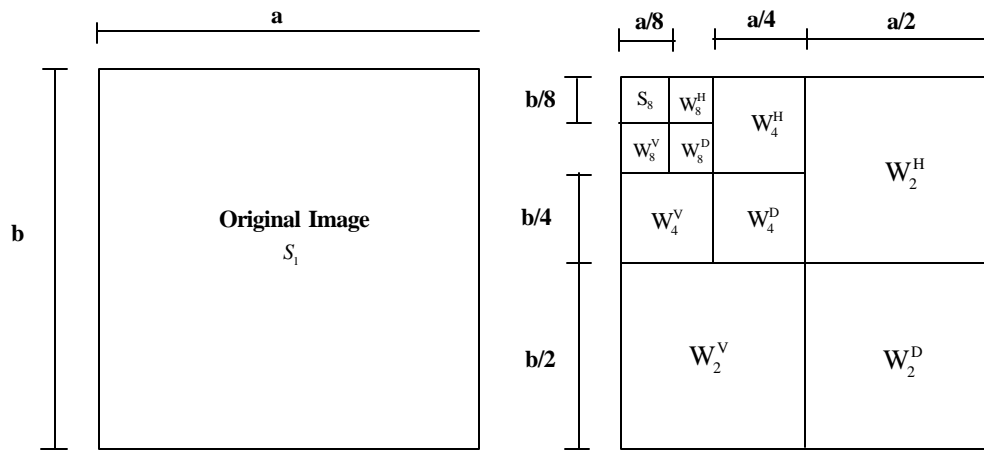 a
b
Original Image
S₁
a/8
a/4
a/2
b/8
b/4
b/2
S₈
W₈ᴴ
W₈ⱽ
W₈ᴰ
W₄ᴴ
W₄ⱽ
W₄ᴰ
W₂ᴴ
W₂ⱽ
W₂ᴰ